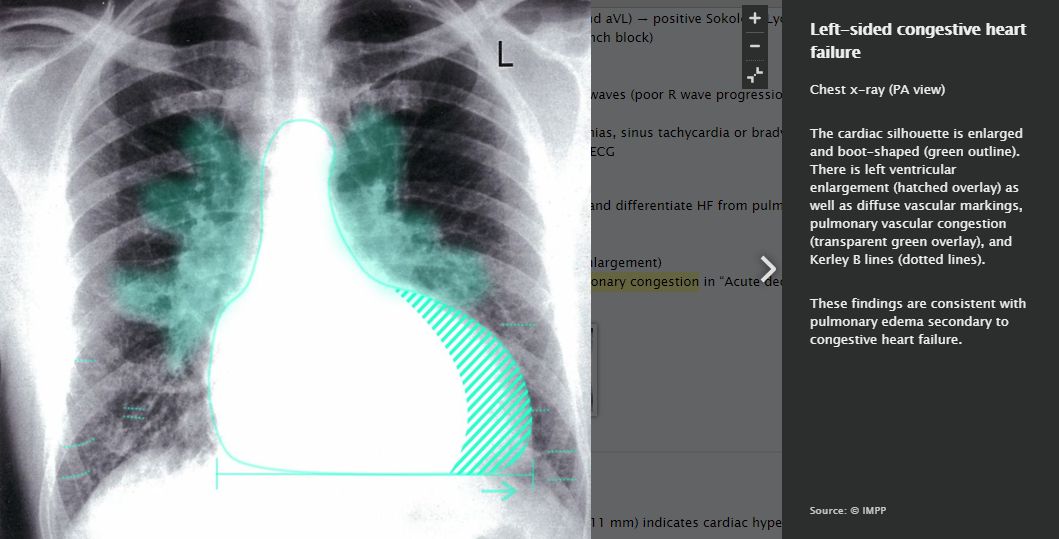 L
d aVL) → positive Sokol
nch block)
waves (poor R wave progressio
ias, sinus tachycardia or brad
ECG
and differentiate HF from pulm
largement)
onary congestion in “Acute dec
11 mm) indicates cardiac hype
+
−
Left-sided congestive heart
failure
Chest x-ray (PA view)
The cardiac silhouette is enlarged
and boot-shaped (green outline).
There is left ventricular
enlargement (hatched overlay) as
well as diffuse vascular markings,
pulmonary vascular congestion
(transparent green overlay), and
Kerley B lines (dotted lines).
These findings are consistent with
pulmonary edema secondary to
congestive heart failure.
Source: © IMPP